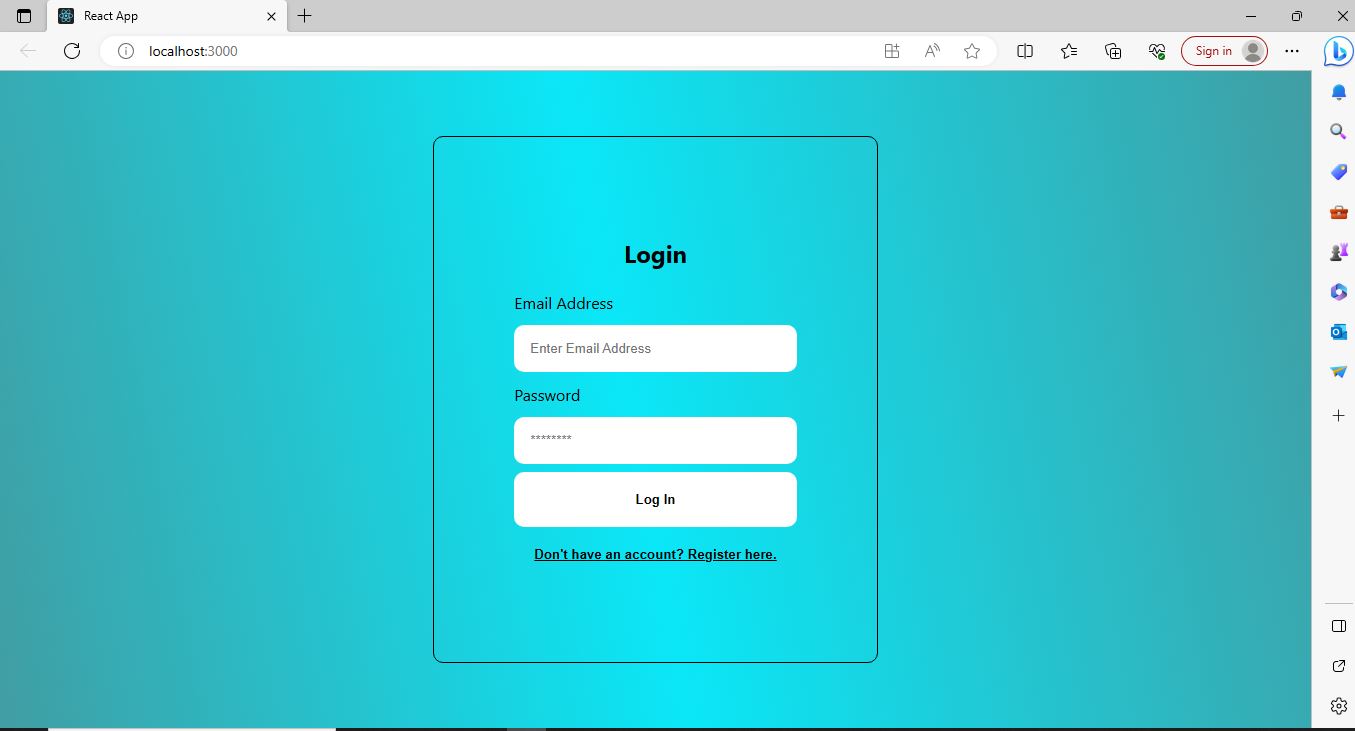 React App
localhost:3000
Sign in
Login
Email Address
Enter Email Address
Password
********
Log In
Don't have an account? Register here.